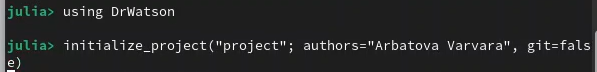 julia> using DrWatson
julia> initialize_project("project"; authors="Arbatova Varvara", git=fals
e)